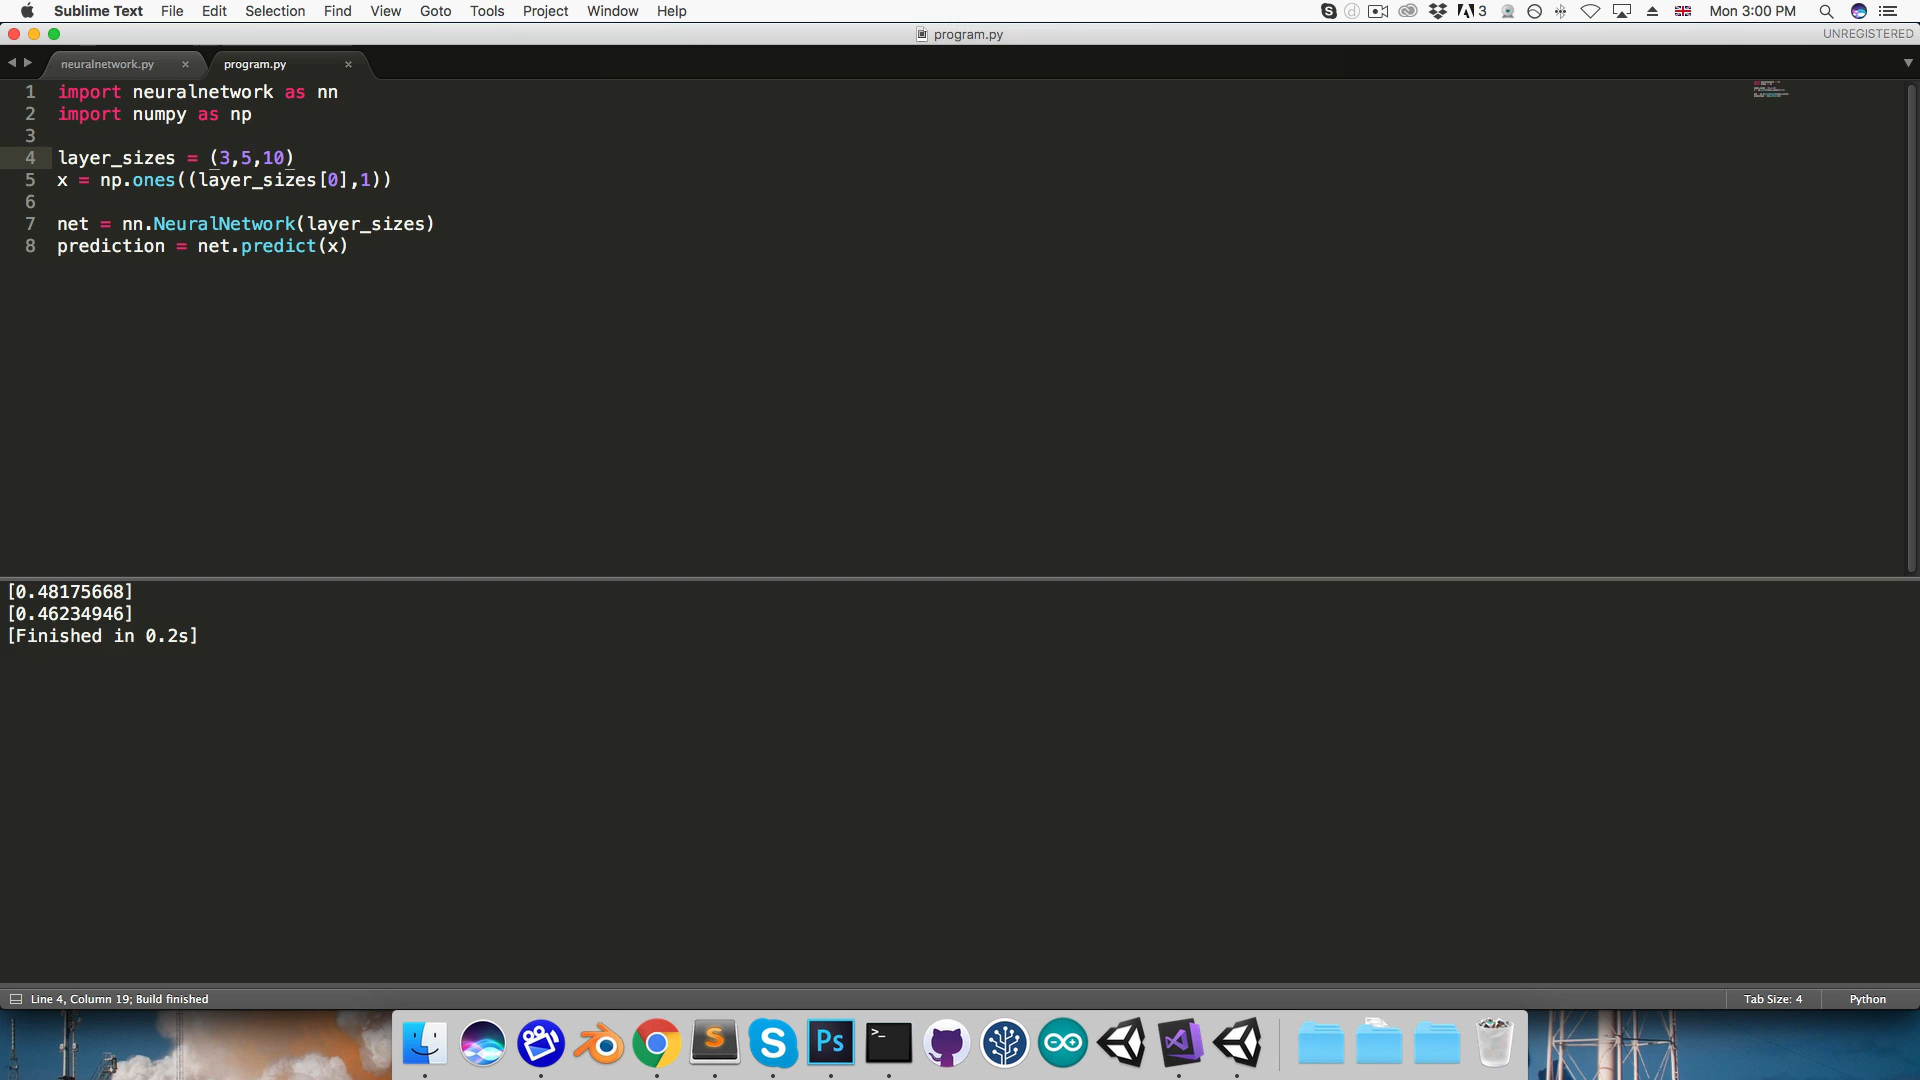 Sublime Text File Edit Selection Find View Goto Tools Project Window Help 3 Mon 3:00 PM
program.py UNREGISTERED
neuralnetwork.py × program.py ×
1 import neuralnetwork as nn
2 import numpy as np
3
4 layer_sizes = (3,5,10)
5 x = np.ones((layer_sizes[0],1))
6
7 net = nn.NeuralNetwork(layer_sizes)
8 prediction = net.predict(x)
[0.48175668]
[0.46234946]
[Finished in 0.2s]
Line 4, Column 19; Build finished Tab Size: 4 Python
S S Ps >_